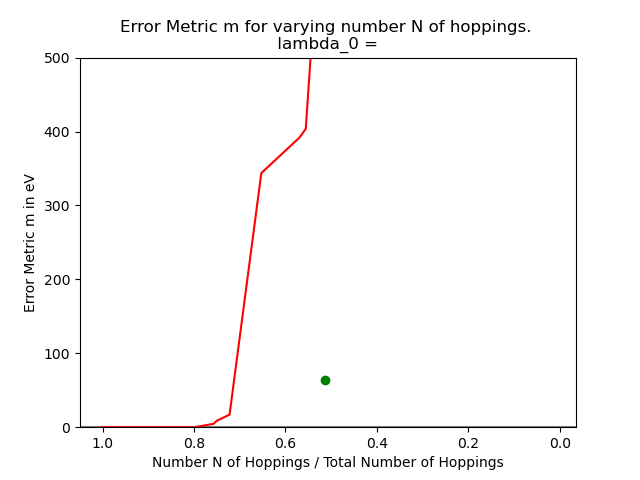 Error Metric m for varying number N of hoppings.
lambda_0 =
500
400
300
200
100
0
Error Metric m in eV
1.0 0.8 0.6 0.4 0.2 0.0
Number N of Hoppings / Total Number of Hoppings